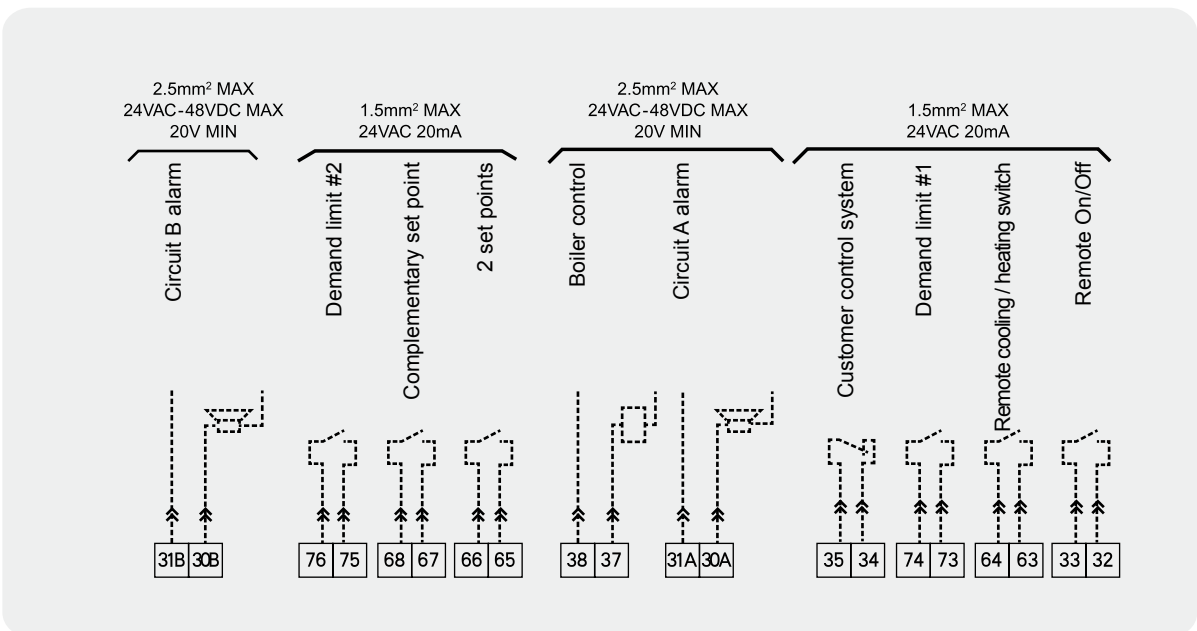 2.5mm² MAX
24VAC-48VDC MAX
20V MIN
1.5mm² MAX
24VAC 20mA
2.5mm² MAX
24VAC-48VDC MAX
20V MIN
1.5mm² MAX
24VAC 20mA
Circuit B alarm
Demand limit #2
Complementary set point
2 set points
Boiler control
Circuit A alarm
Customer control system
Demand limit #1
Remote cooling / heating switch
Remote On/Off
31B 30B
76 75
68 67
66 65
38 37
31A 30A
35 34
74 73
64 63
33 32